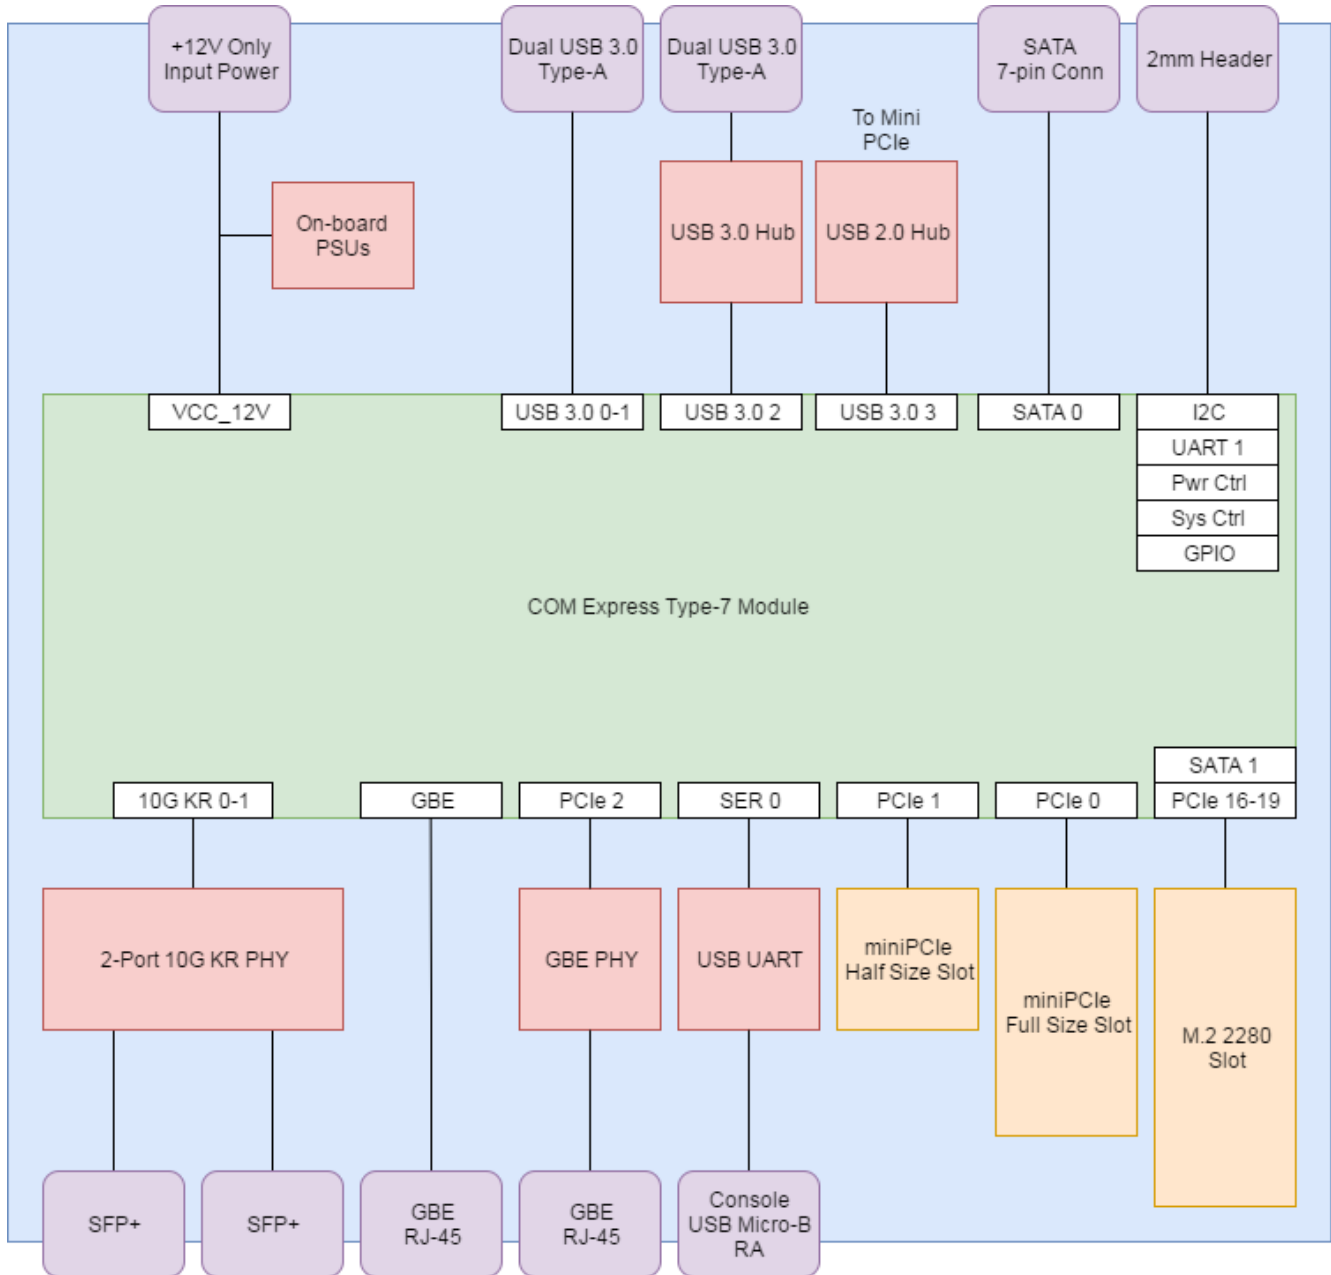 +12V Only
Input Power
Dual USB 3.0
Type-A
Dual USB 3.0
Type-A
SATA
7-pin Conn
2mm Header
To Mini
PCIe
On-board
PSUs
USB 3.0 Hub
USB 2.0 Hub
VCC_12V
USB 3.0 0-1
USB 3.0 2
USB 3.0 3
SATA 0
I2C
UART 1
Pwr Ctrl
Sys Ctrl
GPIO
COM Express Type-7 Module
SATA 1
10G KR 0-1
GBE
PCIe 2
SER 0
PCIe 1
PCIe 0
PCIe 16-19
2-Port 10G KR PHY
GBE PHY
USB UART
miniPCIe
Half Size Slot
miniPCIe
Full Size Slot
M.2 2280
Slot
SFP+
SFP+
GBE
RJ-45
GBE
RJ-45
Console
USB Micro-B
RA